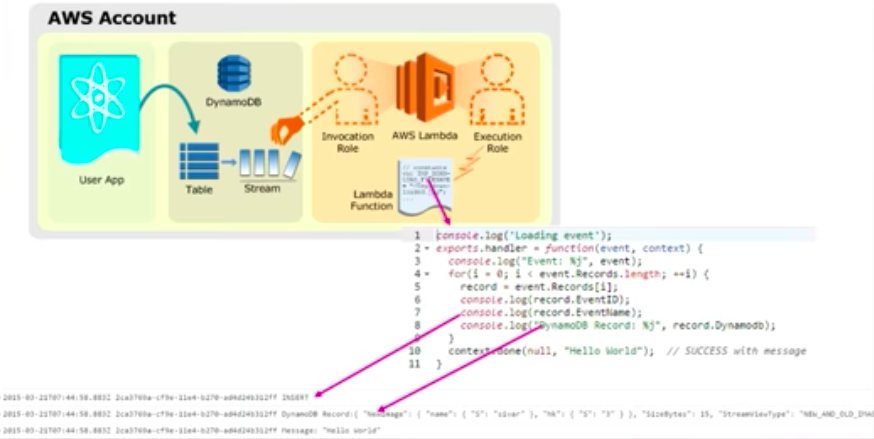 AWS Account
DynamoDB
Invocation
Role
AWS Lambda
Execution
Role
User App
Table
Stream
Lambda
Function
// constants
1 console.log('Loading event');
2 exports.handler = function(event, context) {
3 console.log("Event: %j", event);
4 for(i = 0; i < event.Records.length; ++i) {
5 record = event.Records[i];
6 console.log(record.EventID);
7 console.log(record.EventName);
8 console.log("DynamoDB Record: %j", record.Dynamodb);
9 }
10 context.done(null, "Hello World"); // SUCCESS with message
11 }
2015-03-21T07:44:58.883Z 2ca3769a-cf9e-11e4-b270-ad4d24b312ff INSERT
2015-03-21T07:44:58.883Z 2ca3769a-cf9e-11e4-b270-ad4d24b312ff DynamoDB Record:{ "NewImage": { "name": { "S": "sivar" }, "hk": { "S": "3" } }, "SizeBytes": 15, "StreamViewType": "NEW_AND_OLD_IMA
2015-03-21T07:44:58.883Z 2ca3769a-cf9e-11e4-b270-ad4d24b312ff Message: "Hello World"